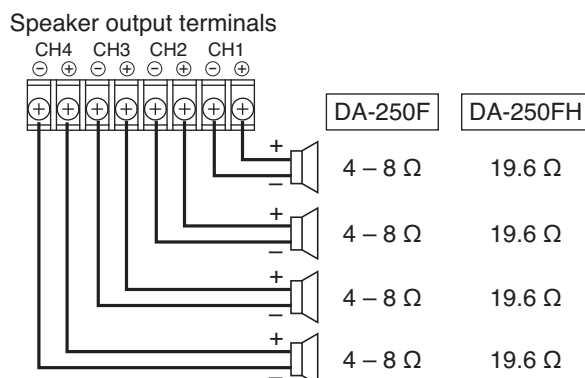 Speaker output terminals
CH4 CH3 CH2 CH1
⊖ ⊕ ⊖ ⊕ ⊖ ⊕ ⊖ ⊕
DA-250F DA-250FH
+
4 – 8 Ω 19.6 Ω
–
+
4 – 8 Ω 19.6 Ω
–
+
4 – 8 Ω 19.6 Ω
–
+
4 – 8 Ω 19.6 Ω
–